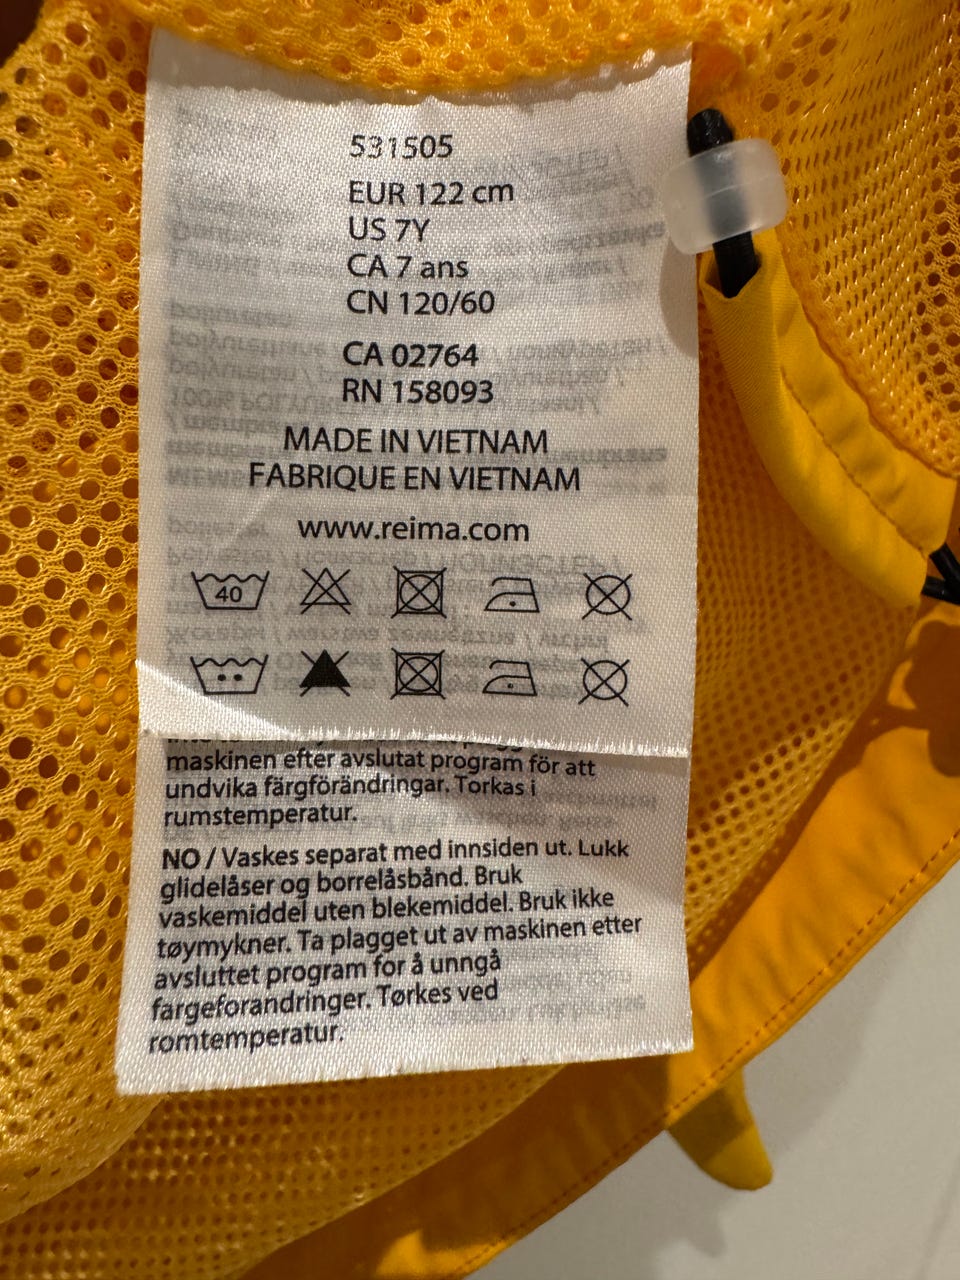 531505
EUR 122 cm
US 7Y
CA 7 ans
CN 120/60
CA 02764
RN 158093
MADE IN VIETNAM
FABRIQUE EN VIETNAM
www.reima.com
40
maskinen efter avslutat program för att
undvika färgförändringar. Torkas i
rumstemperatur.
NO / Vaskes separat med innsiden ut. Lukk
glidelåser og borrelåsbånd. Bruk
vaskemiddel uten blekemiddel. Bruk ikke
tøymykner. Ta plagget ut av maskinen etter
avsluttet program for å unngå
fargeforandringer. Tørkes ved
romtemperatur.